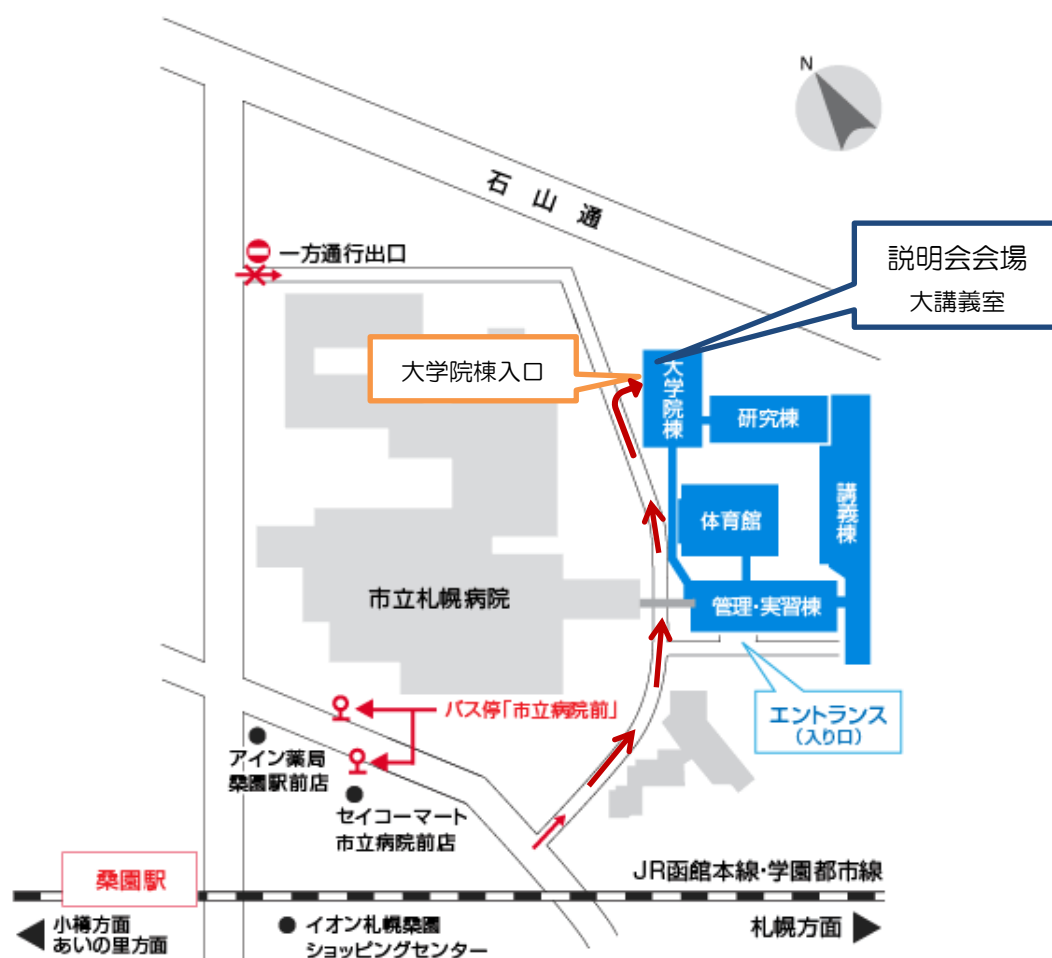 N
石山通
一方通行出口
説明会会場
大講義室
大学院棟入口
大学院棟
研究棟
講義棟
体育館
市立札幌病院
管理・実習棟
バス停「市立病院前」
エントランス
(入り口)
アイン薬局
桑園駅前店
セイコーマート
市立病院前店
JR函館本線・学園都市線
桑園駅
小樽方面
あいの里方面
イオン札幌桑園
ショッピングセンター
札幌方面